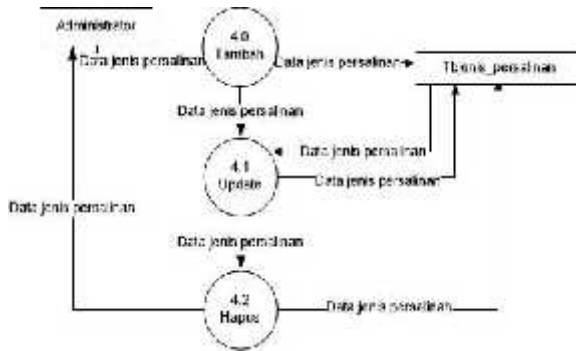 Administrator
4.0
Tambah
1
Data jenis persalinan
Data jenis persalinan
Tbjenis_persalinan
Data jenis persalinan
Data jenis persalinan
4.1
Update
Data jenis persalinan
Data jenis persalinan
Data jenis persalinan
4.2
Hapus
Data jenis persalinan